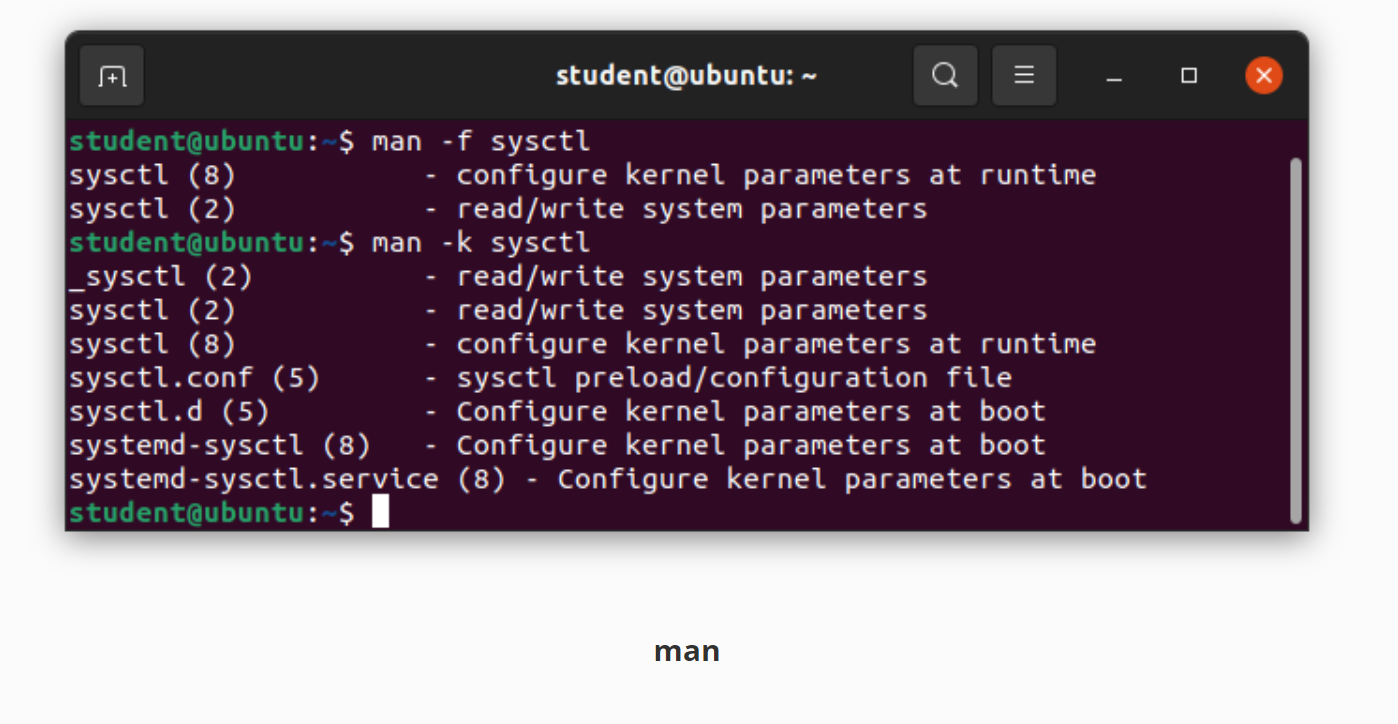 student@ubuntu: ~
student@ubuntu:~$ man -f sysctl
sysctl (8)           - configure kernel parameters at runtime
sysctl (2)           - read/write system parameters
student@ubuntu:~$ man -k sysctl
_sysctl (2)          - read/write system parameters
sysctl (2)           - read/write system parameters
sysctl (8)           - configure kernel parameters at runtime
sysctl.conf (5)      - sysctl preload/configuration file
sysctl.d (5)         - Configure kernel parameters at boot
systemd-sysctl (8)   - Configure kernel parameters at boot
systemd-sysctl.service (8) - Configure kernel parameters at boot
student@ubuntu:~$
man